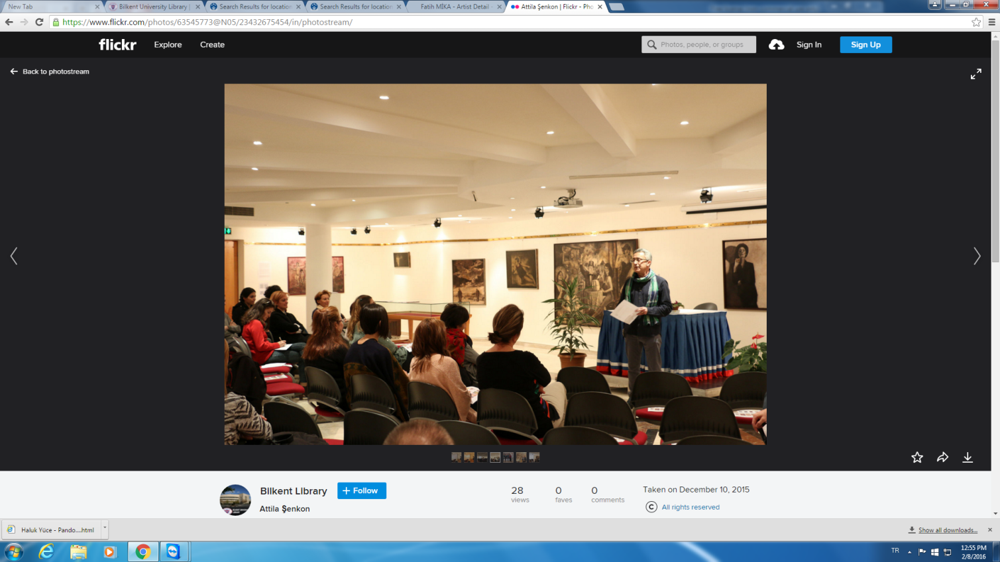 New Tab
Bilkent University Library |
Search Results for location
Search Results for location
Fatih MİKA - Artist Detail -
Attila Şenkon | Flickr - Pho
https://www.flickr.com/photos/63545773@N05/23432675454/in/photostream/
flickr
Explore
Create
Photos, people, or groups
Sign In
Sign Up
Back to photostream
Bilkent Library
+ Follow
Attila Şenkon
28
views
0
faves
0
comments
Taken on December 10, 2015
All rights reserved
Haluk Yüce - Pando....html
Show all downloads...
TR
12:55 PM
2/8/2016